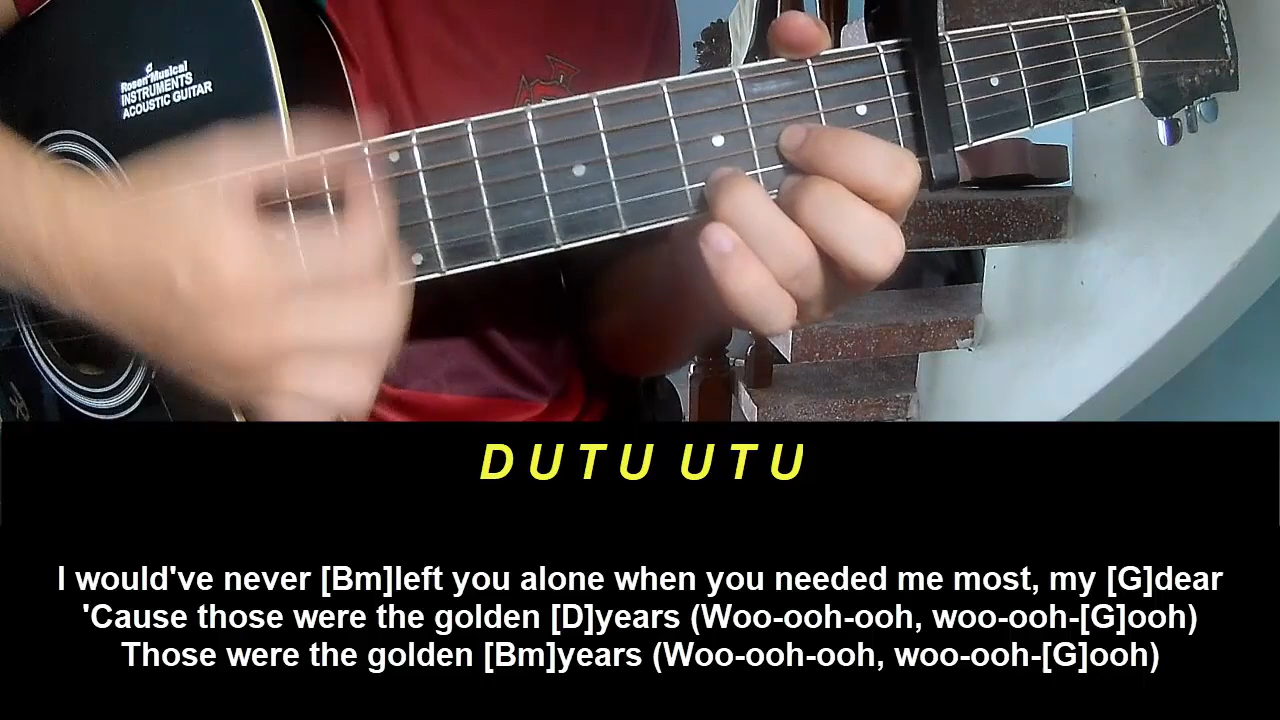 Rosen Musical
INSTRUMENTS
ACOUSTIC GUITAR
D U T U U T U
I would've never [Bm]left you alone when you needed me most, my [G]dear
'Cause those were the golden [D]years (Woo-ooh-ooh, woo-ooh-[G]ooh)
Those were the golden [Bm]years (Woo-ooh-ooh, woo-ooh-[G]ooh)